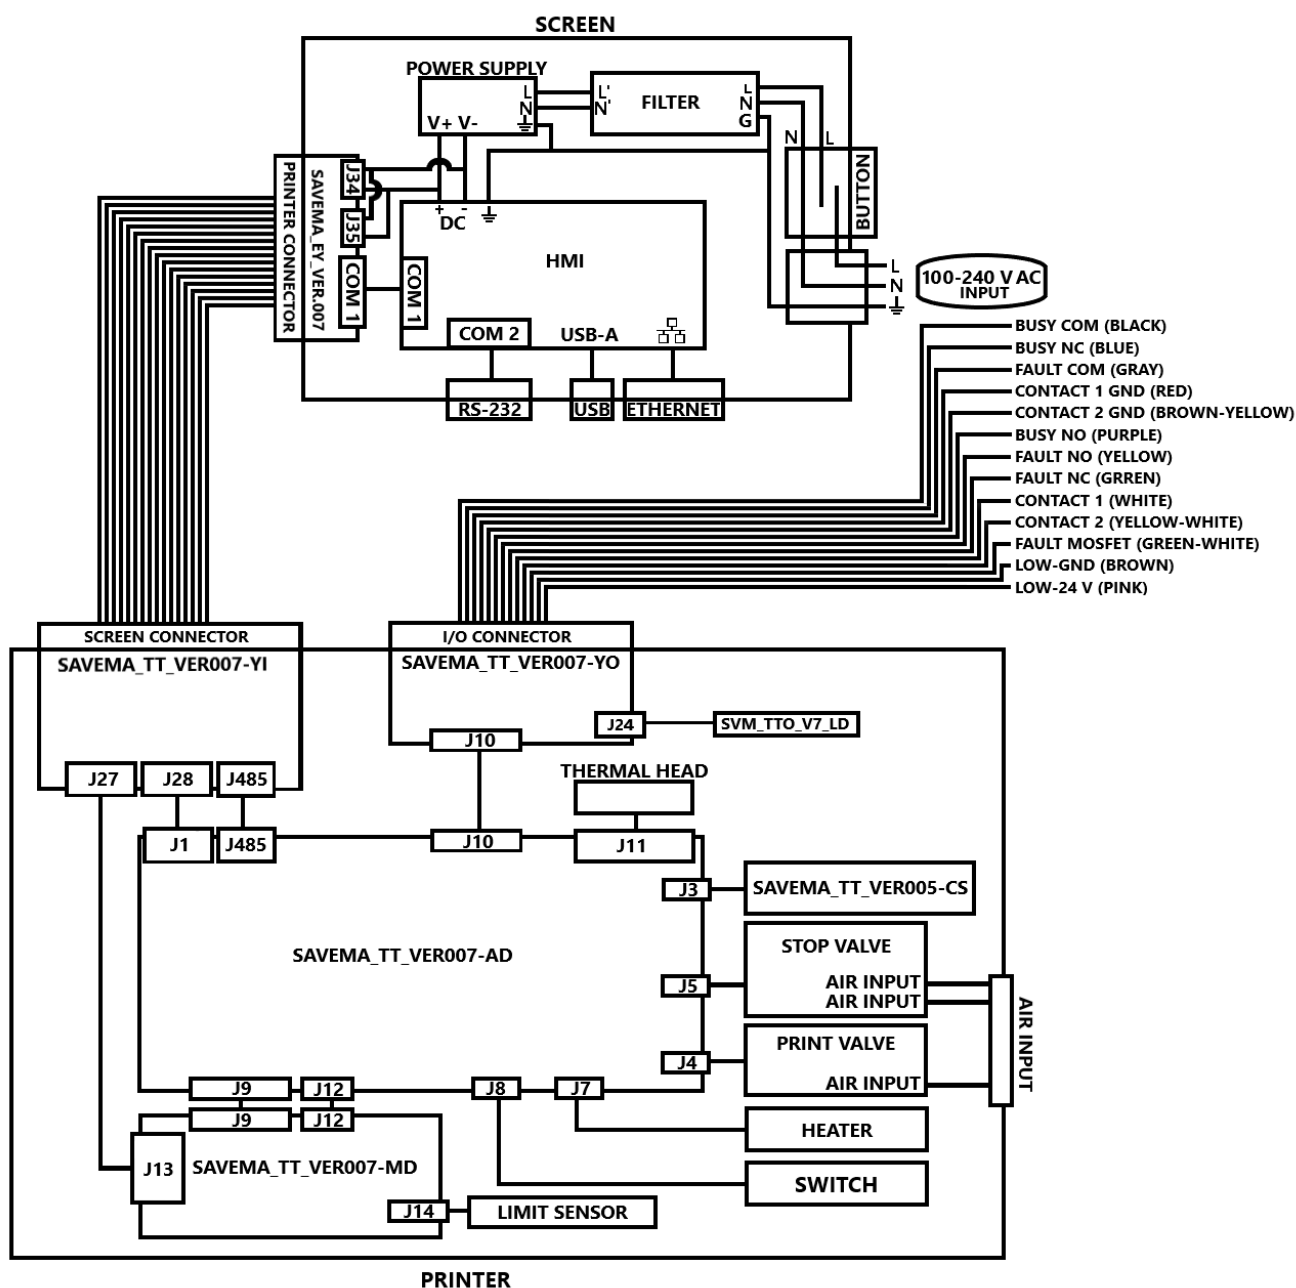 SCREEN
POWER SUPPLY
L
N
V+ V-
L'
N'
FILTER
L
N
G
N
L
BUTTON
PRINTER CONNECTOR
SAVEMA_EY_VER.007
J34
J35
COM 1
+
-
DC
HMI
COM 1
COM 2
USB-A
RS-232
USB
ETHERNET
L
N
100-240 V AC
INPUT
BUSY COM (BLACK)
BUSY NC (BLUE)
FAULT COM (GRAY)
CONTACT 1 GND (RED)
CONTACT 2 GND (BROWN-YELLOW)
BUSY NO (PURPLE)
FAULT NO (YELLOW)
FAULT NC (GRREN)
CONTACT 1 (WHITE)
CONTACT 2 (YELLOW-WHITE)
FAULT MOSFET (GREEN-WHITE)
LOW-GND (BROWN)
LOW-24 V (PINK)
SCREEN CONNECTOR
SAVEMA_TT_VER007-YI
I/O CONNECTOR
SAVEMA_TT_VER007-YO
J24
SVM_TTO_V7_LD
J10
J27
J28
J485
THERMAL HEAD
J1
J485
J10
J11
J3
SAVEMA_TT_VER005-CS
SAVEMA_TT_VER007-AD
STOP VALVE
J5
AIR INPUT
AIR INPUT
PRINT VALVE
J4
AIR INPUT
AIR INPUT
J9
J12
J8
J7
J9
J12
HEATER
J13
SAVEMA_TT_VER007-MD
SWITCH
J14
LIMIT SENSOR
PRINTER